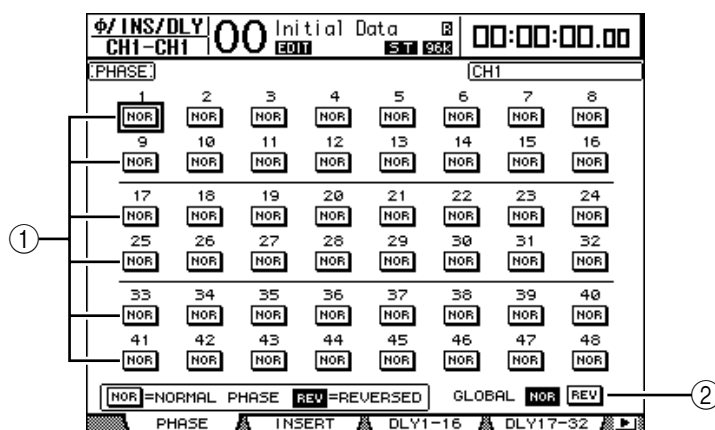 Φ/INS/DLY 00 Initial Data R 00:00:00.00
CH1-CH1 EDIT ST 96K
PHASE CH1
1 2 3 4 5 6 7 8
NOR NOR NOR NOR NOR NOR NOR NOR
9 10 11 12 13 14 15 16
NOR NOR NOR NOR NOR NOR NOR NOR
17 18 19 20 21 22 23 24
NOR NOR NOR NOR NOR NOR NOR NOR
① 25 26 27 28 29 30 31 32
NOR NOR NOR NOR NOR NOR NOR NOR
33 34 35 36 37 38 39 40
NOR NOR NOR NOR NOR NOR NOR NOR
41 42 43 44 45 46 47 48
NOR NOR NOR NOR NOR NOR NOR NOR
NOR=NORMAL PHASE REV=REVERSED GLOBAL NOR REV ②
PHASE INSERT DLY1-16 DLY17-32